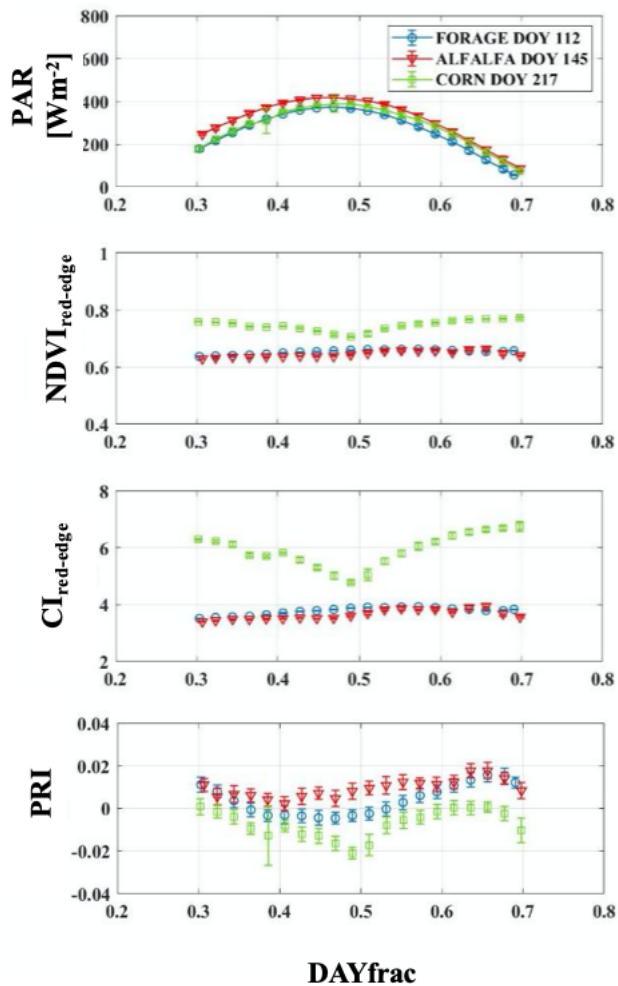 800
600
400
200
0
PAR
[Wm-2]
FORAGE DOY 112
ALFALFA DOY 145
CORN DOY 217
0.2 0.3 0.4 0.5 0.6 0.7 0.8
1
0.8
0.6
0.4
NDVIred-edge
0.2 0.3 0.4 0.5 0.6 0.7 0.8
8
6
4
2
CIred-edge
0.2 0.3 0.4 0.5 0.6 0.7 0.8
0.04
0.02
0
-0.02
-0.04
PRI
0.2 0.3 0.4 0.5 0.6 0.7 0.8
DAYfrac